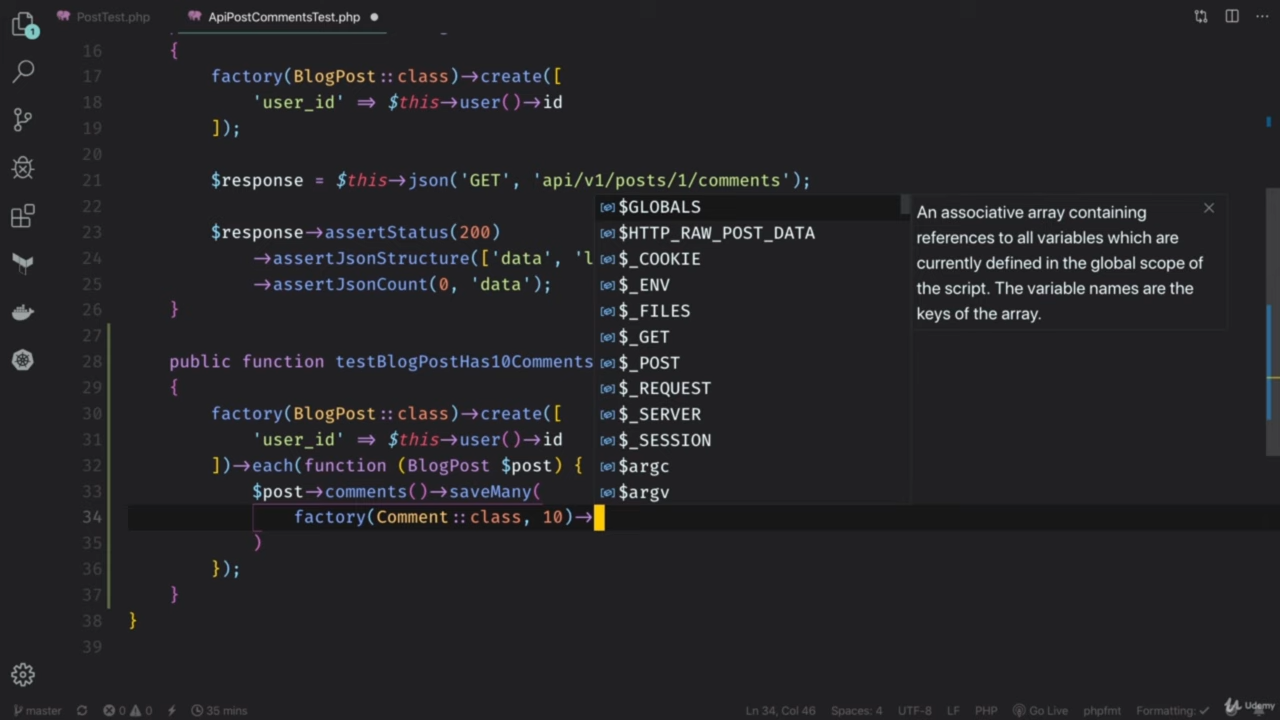 PostTest.php
ApiPostCommentsTest.php
1
16 {
17 factory(BlogPost::class)→create([
18 'user_id' ⇒ $this→user()→id
19 ]);
20
21 $response = $this→json('GET', 'api/v1/posts/1/comments');
22
23 $response→assertStatus(200)
24 →assertJsonStructure(['data', 'l
25 →assertJsonCount(0, 'data');
26 }
27
28 public function testBlogPostHas10Comments
29 {
30 factory(BlogPost::class)→create([
31 'user_id' ⇒ $this→user()→id
32 ])→each(function (BlogPost $post) {
33 $post→comments()→saveMany(
34 factory(Comment::class, 10)→
35 )
36 });
37 }
38 }
39
$GLOBALS
$HTTP_RAW_POST_DATA
$_COOKIE
$_ENV
$_FILES
$_GET
$_POST
$_REQUEST
$_SERVER
$_SESSION
$argc
$argv
An associative array containing
references to all variables which are
currently defined in the global scope of
the script. The variable names are the
keys of the array.
master 0 0 35 mins Ln 34, Col 46 Spaces: 4 UTF-8 LF PHP Go Live phpfmt Formatting: ✓
Udemy